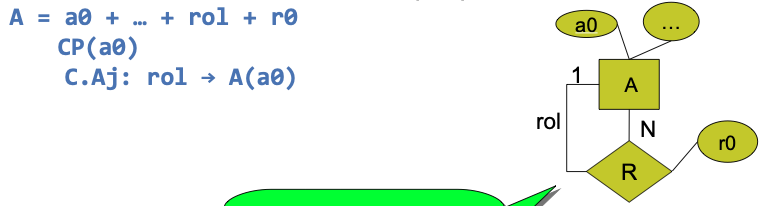 A = a0 + … + rol + r0
CP(a0)
C.Aj: rol → A(a0)
a0
…
1
A
rol
N
r0
R